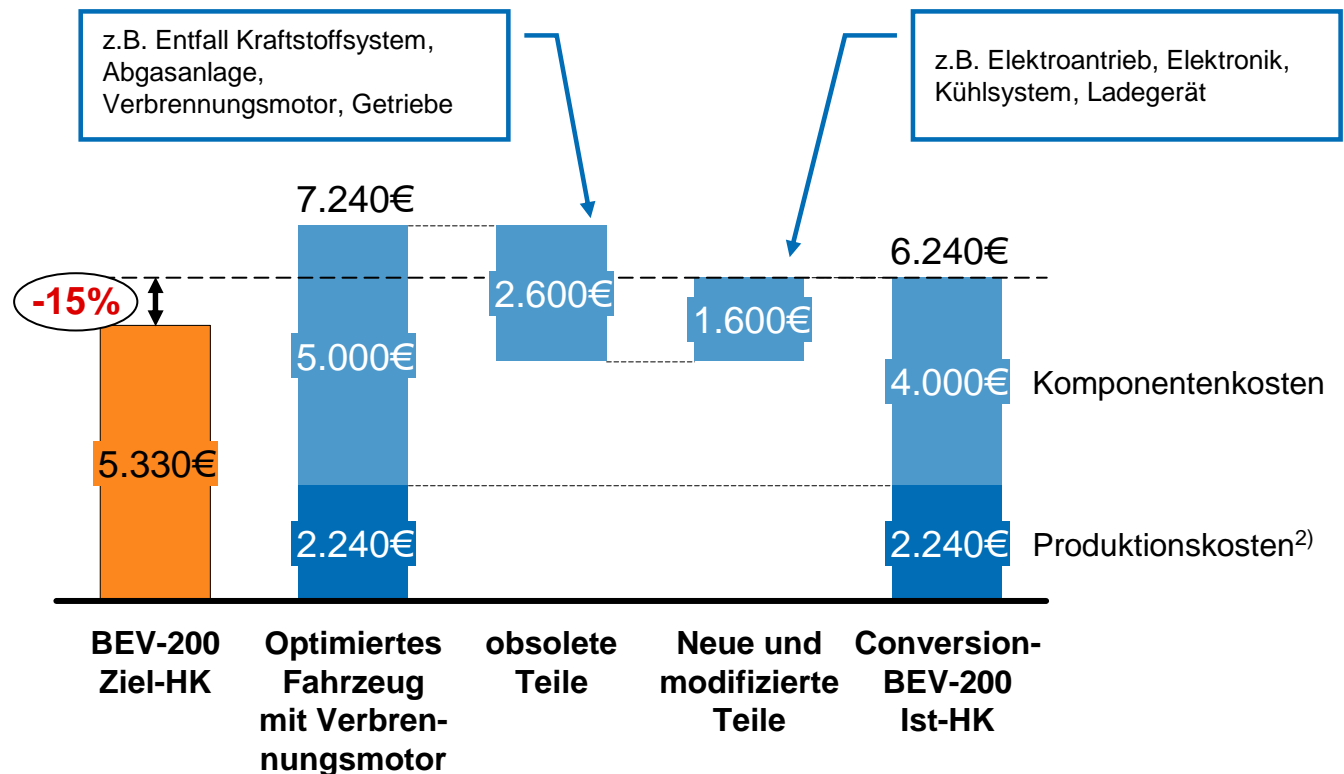 z.B. Entfall Kraftstoffsystem,
Abgasanlage,
Verbrennungsmotor, Getriebe
z.B. Elektroantrieb, Elektronik,
Kühlsystem, Ladegerät
7.240€
6.240€
-15%
2.600€
1.600€
5.000€
4.000€
Komponentenkosten
5.330€
2.240€
2.240€
Produktionskosten²⁾
BEV-200
Ziel-HK
Optimiertes
Fahrzeug
mit Verbren-
nungsmotor
obsolete
Teile
Neue und
modifizierte
Teile
Conversion-
BEV-200
Ist-HK